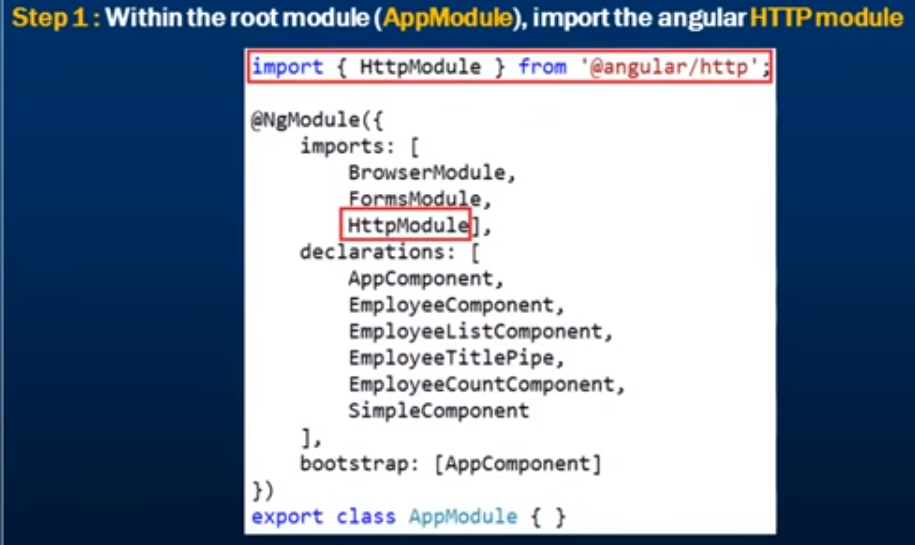 Step 1 : Within the root module (AppModule), import the angular HTTP module
import { HttpModule } from '@angular/http';
@NgModule({
    imports: [
        BrowserModule,
        FormsModule,
        HttpModule],
    declarations: [
        AppComponent,
        EmployeeComponent,
        EmployeeListComponent,
        EmployeeTitlePipe,
        EmployeeCountComponent,
        SimpleComponent
    ],
    bootstrap: [AppComponent]
})
export class AppModule { }